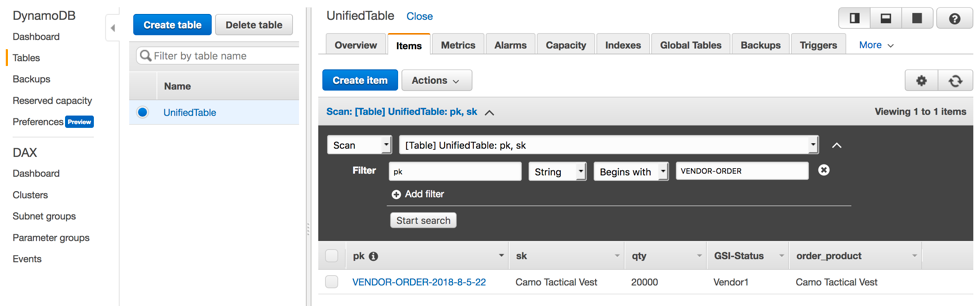 DynamoDB
Dashboard
Tables
Backups
Reserved capacity
Preferences Preview
DAX
Dashboard
Clusters
Subnet groups
Parameter groups
Events
Create table Delete table
Filter by table name
Name
UnifiedTable
UnifiedTable Close
Overview Items Metrics Alarms Capacity Indexes Global Tables Backups Triggers More
Create item Actions
Scan: [Table] UnifiedTable: pk, sk Viewing 1 to 1 items
Scan [Table] UnifiedTable: pk, sk
Filter pk String Begins with VENDOR-ORDER
Add filter
Start search
pk sk qty GSI-Status order_product
VENDOR-ORDER-2018-8-5-22 Camo Tactical Vest 20000 Vendor1 Camo Tactical Vest